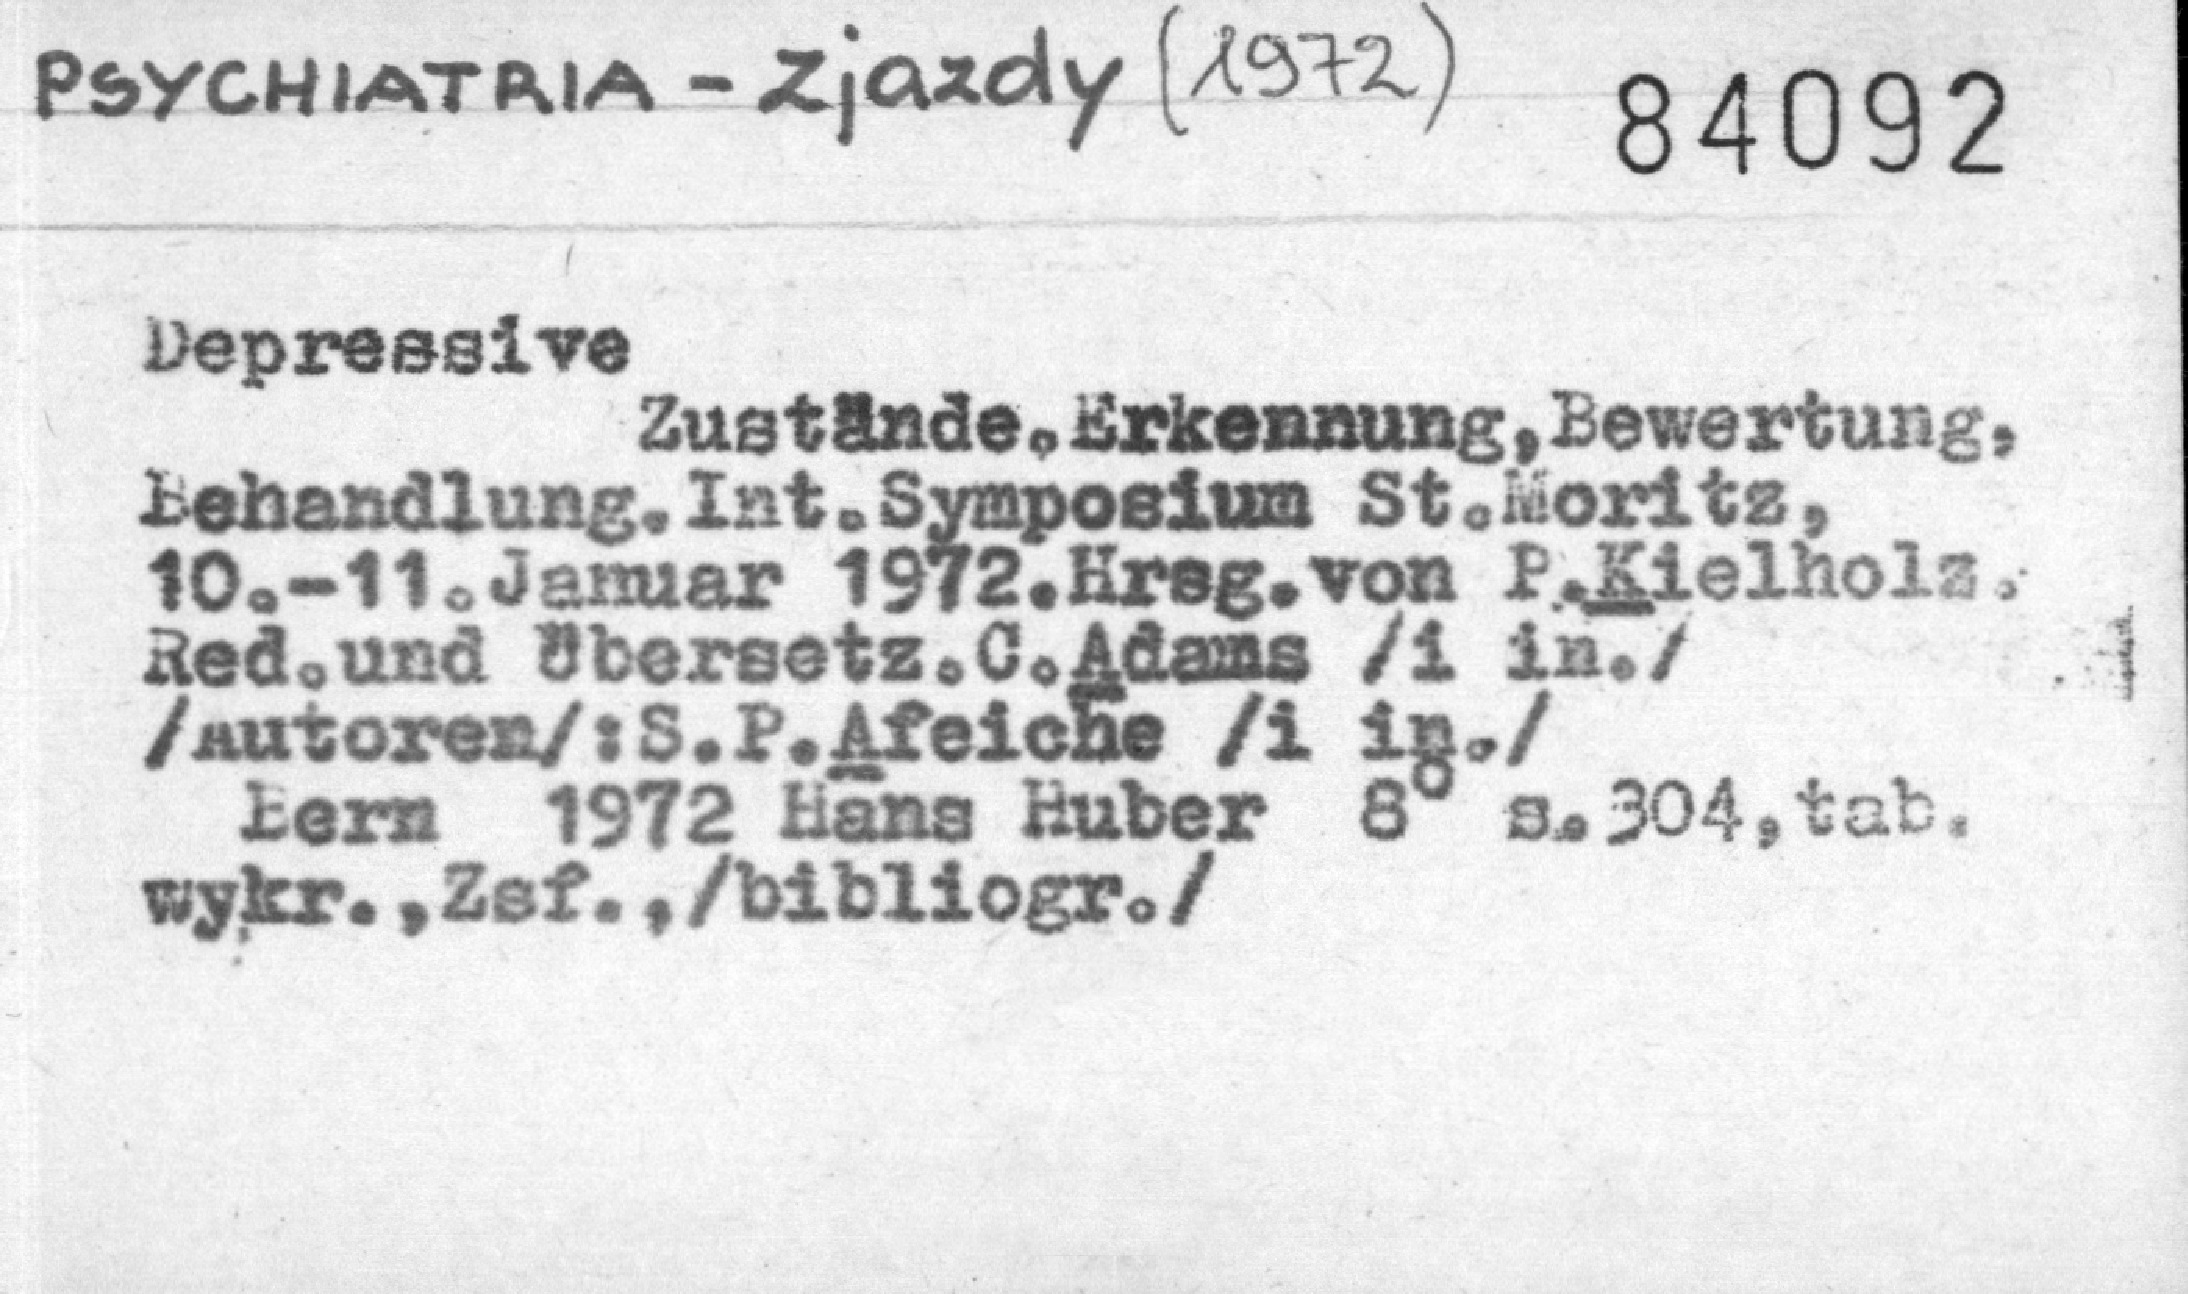 PSYCHIATRIA - Zjazdy (1972)
84092
Depressive
Zustände.Erkennung,Bewertung,
Behandlung.Int.Symposium St.Moritz,
10.-11.Januar 1972.Hrsg.von P.Kielholz.
Red.und Übersetz.C.Adams /i in./
/Autoren/:S.P.Afeiche /i in./
Bern 1972 Hans Huber 8° s.304,tab.
wykr.,Zsf.,/bibliogr./